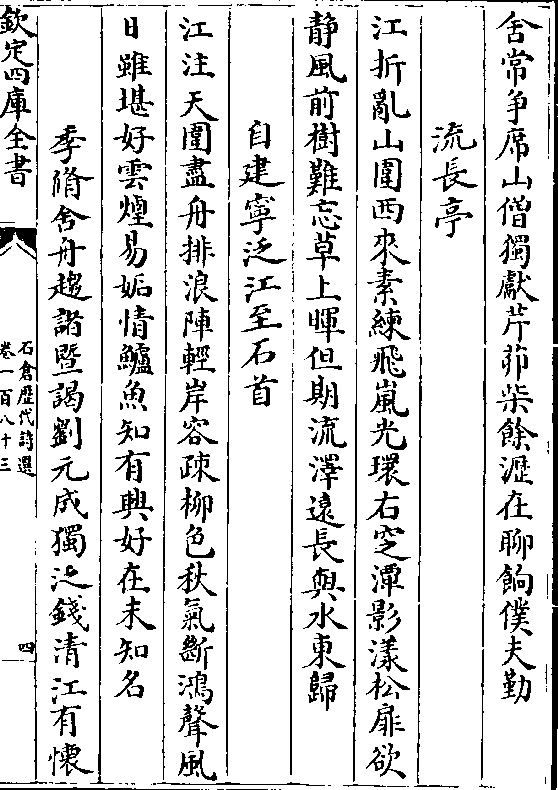 舍常爭席山僧獨獻芹茆柴餘瀝在聊餉僕夫勤
流長亭
江折亂山圍西來素練飛嵐光環右㝎潭影漾松扉欲
静風前樹難忘草上暉但期流澤遠長與水東歸
自建寧泛江至石首
江注天圍盡舟排浪陣輕岸容疎柳色秋氣斷鴻聲風
日雖堪好雲煙易妬情鱸魚知有興好在未知名
季脩舍舟趨諸暨謁劉元成獨泛錢清江有懷
欽定四庫全書
石倉歷代詩選
卷一百八十三
四